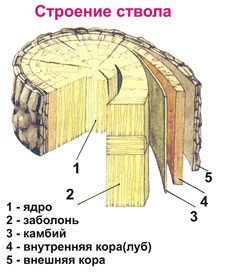 Строение ствола
1
2
3
4
5
1 - ядро
2 - заболонь
3 - камбий
4 - внутренняя кора(луб)
5 - внешняя кора